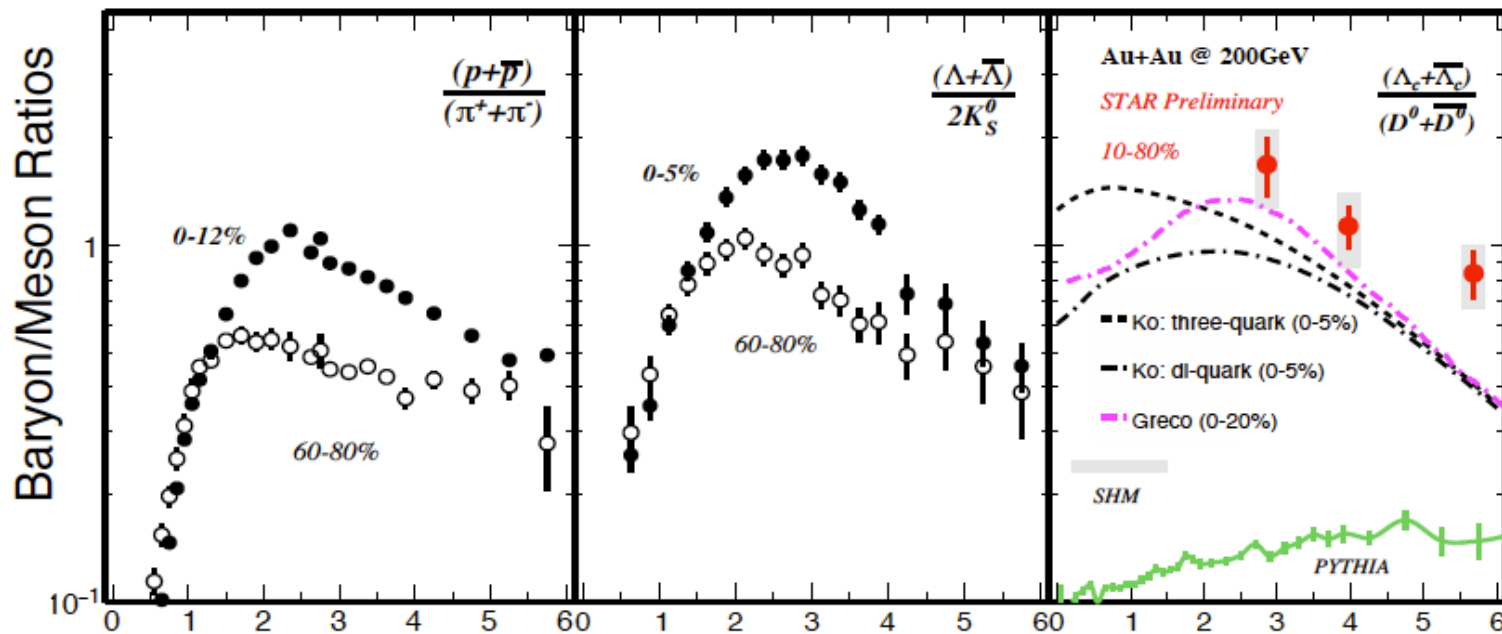 Baryon/Meson Ratios
1
10⁻¹
(p+p̅)
(π⁺+π⁻)
0-12%
60-80%
0 1 2 3 4 5 6
(Λ+Λ̅)
2K⁰S
0-5%
60-80%
0 1 2 3 4 5 6
Au+Au @ 200GeV
STAR Preliminary
10-80%
(Λc+Λ̅c)
(D⁰+D̅⁰)
Ko: three-quark (0-5%)
Ko: di-quark (0-5%)
Greco (0-20%)
SHM
PYTHIA
0 1 2 3 4 5 6